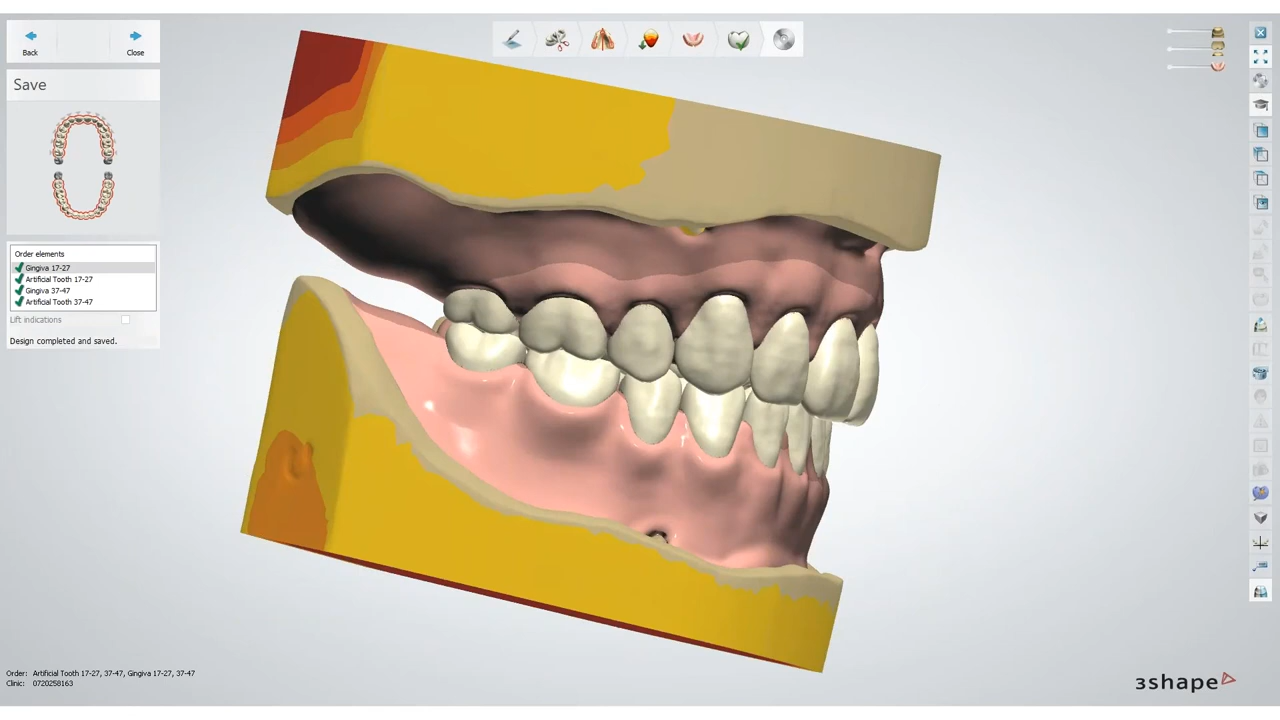 Back
Close
Save
Order elements
Gingiva 17-27
Artificial Tooth 17-27
Gingiva 37-47
Artificial Tooth 37-47
Lift indications
Design completed and saved.
Order: Artificial Tooth 17-27, 37-47, Gingiva 17-27, 37-47
Clinic: 0720258163
3shape